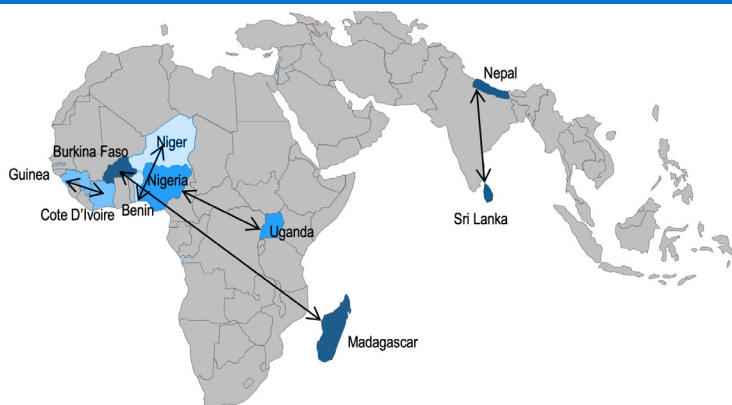 Nepal
Niger
Burkina Faso
Guinea
Nigeria
Cote D'Ivoire
Benin
Sri Lanka
Uganda
Madagascar